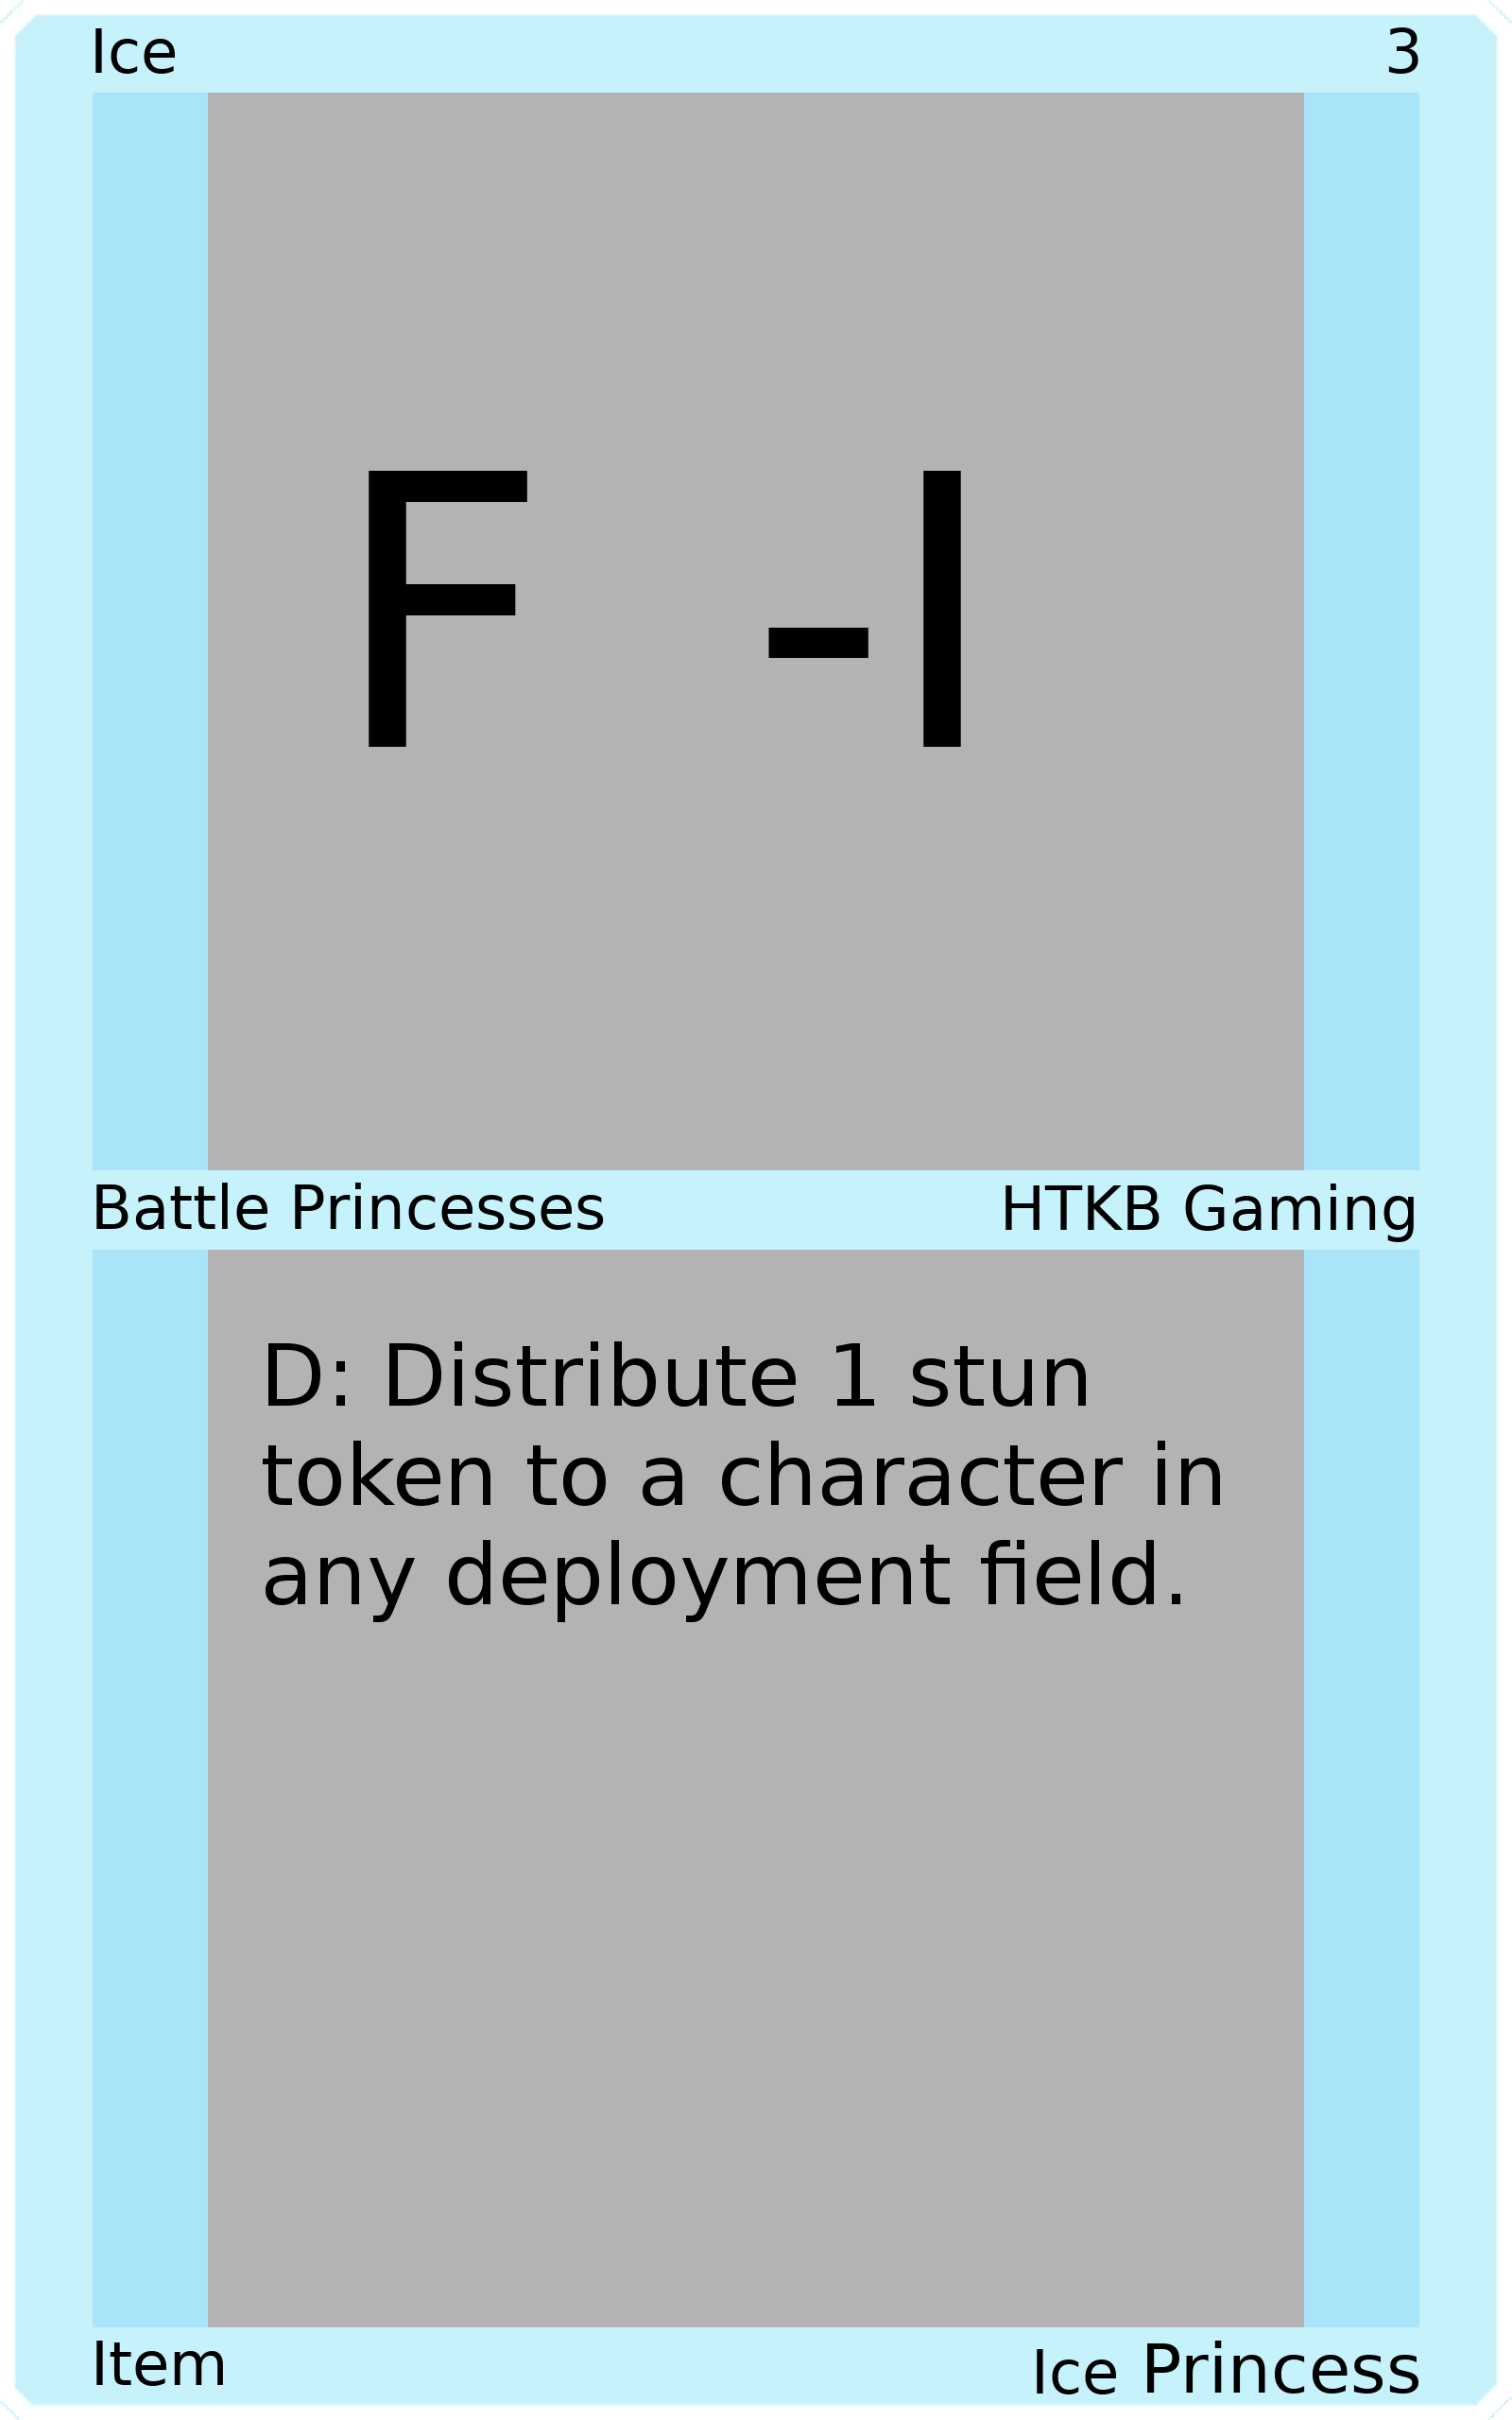 Ice 3
F -I
Battle Princesses HTKB Gaming
D: Distribute 1 stun
token to a character in
any deployment field.
Item Ice Princess